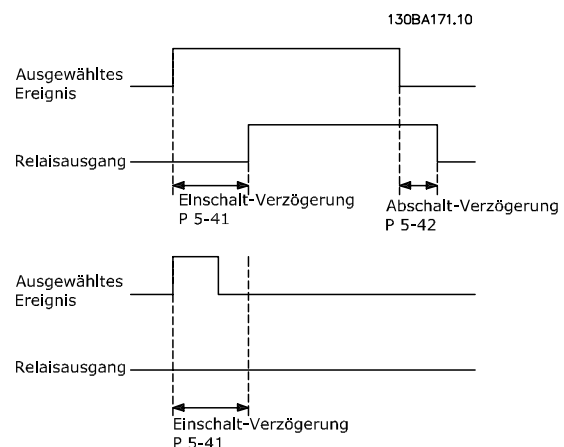 130BA171.10
Ausgewähltes
Ereignis
Relaisausgang
Einschalt-Verzögerung
P 5-41
Abschalt-Verzögerung
P 5-42
Ausgewähltes
Ereignis
Relaisausgang
Einschalt-Verzögerung
P 5-41